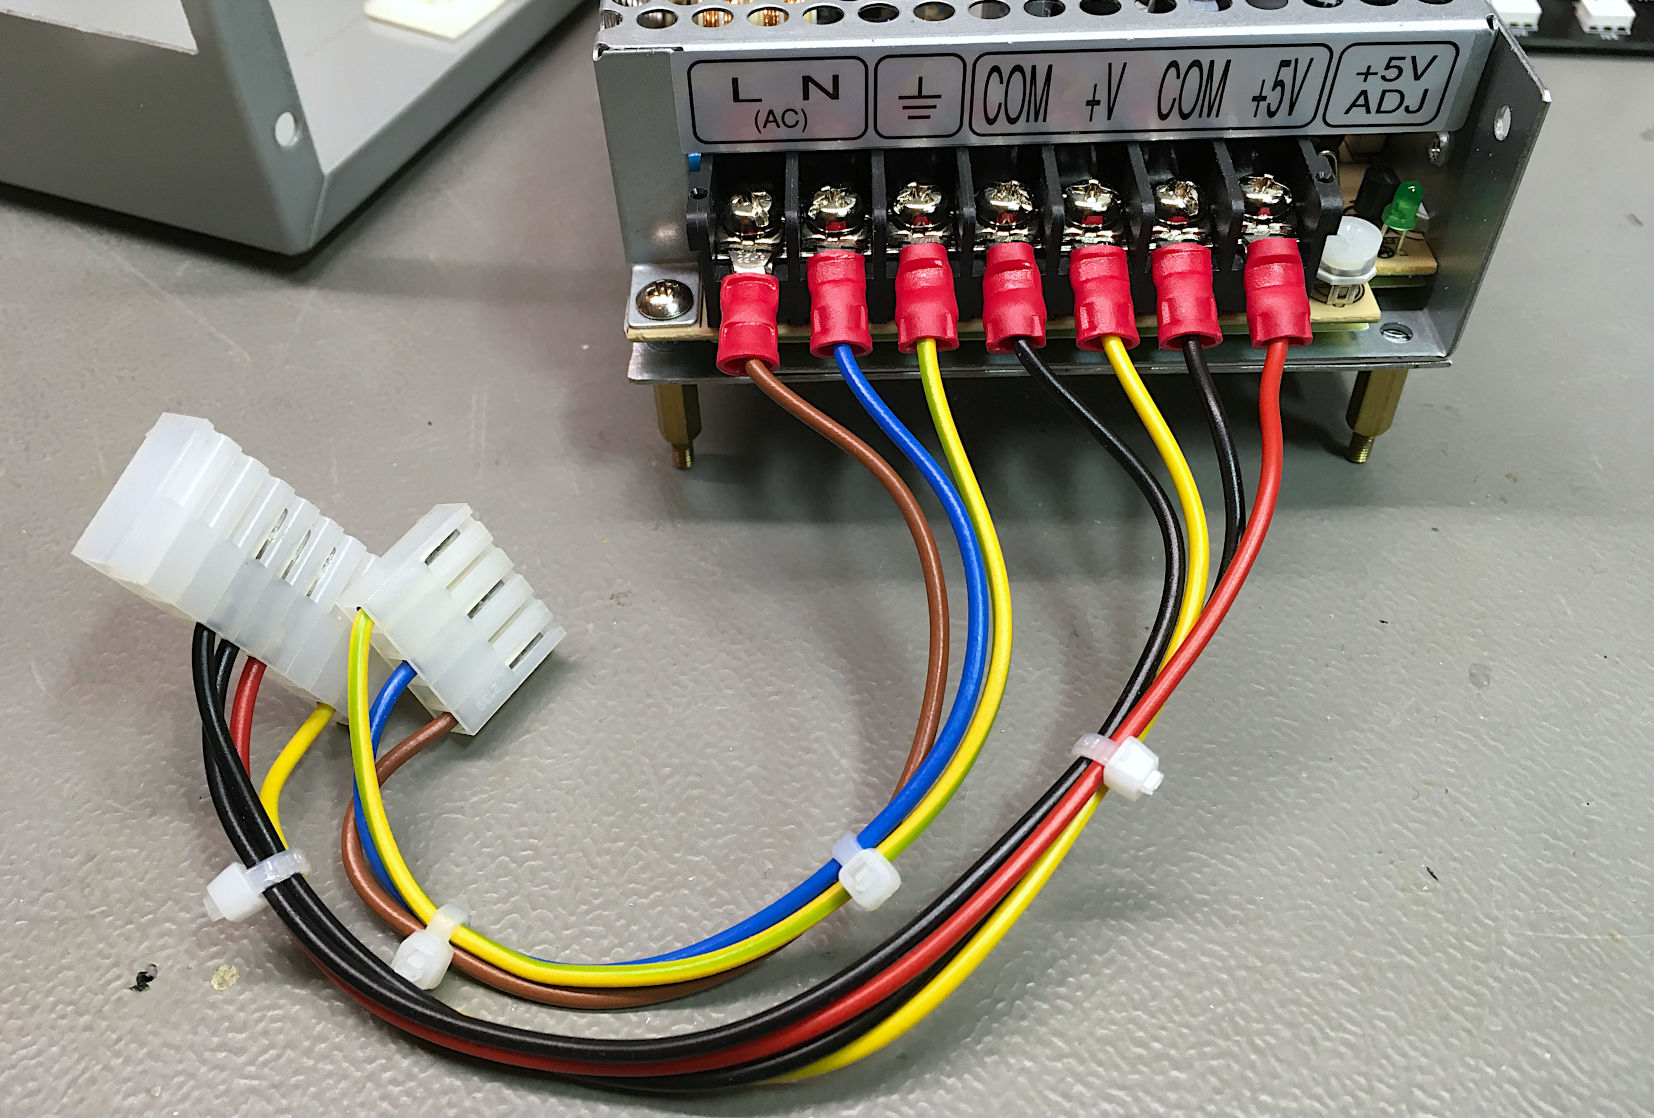 L N
(AC)
COM +V COM +5V
+5V
ADJ